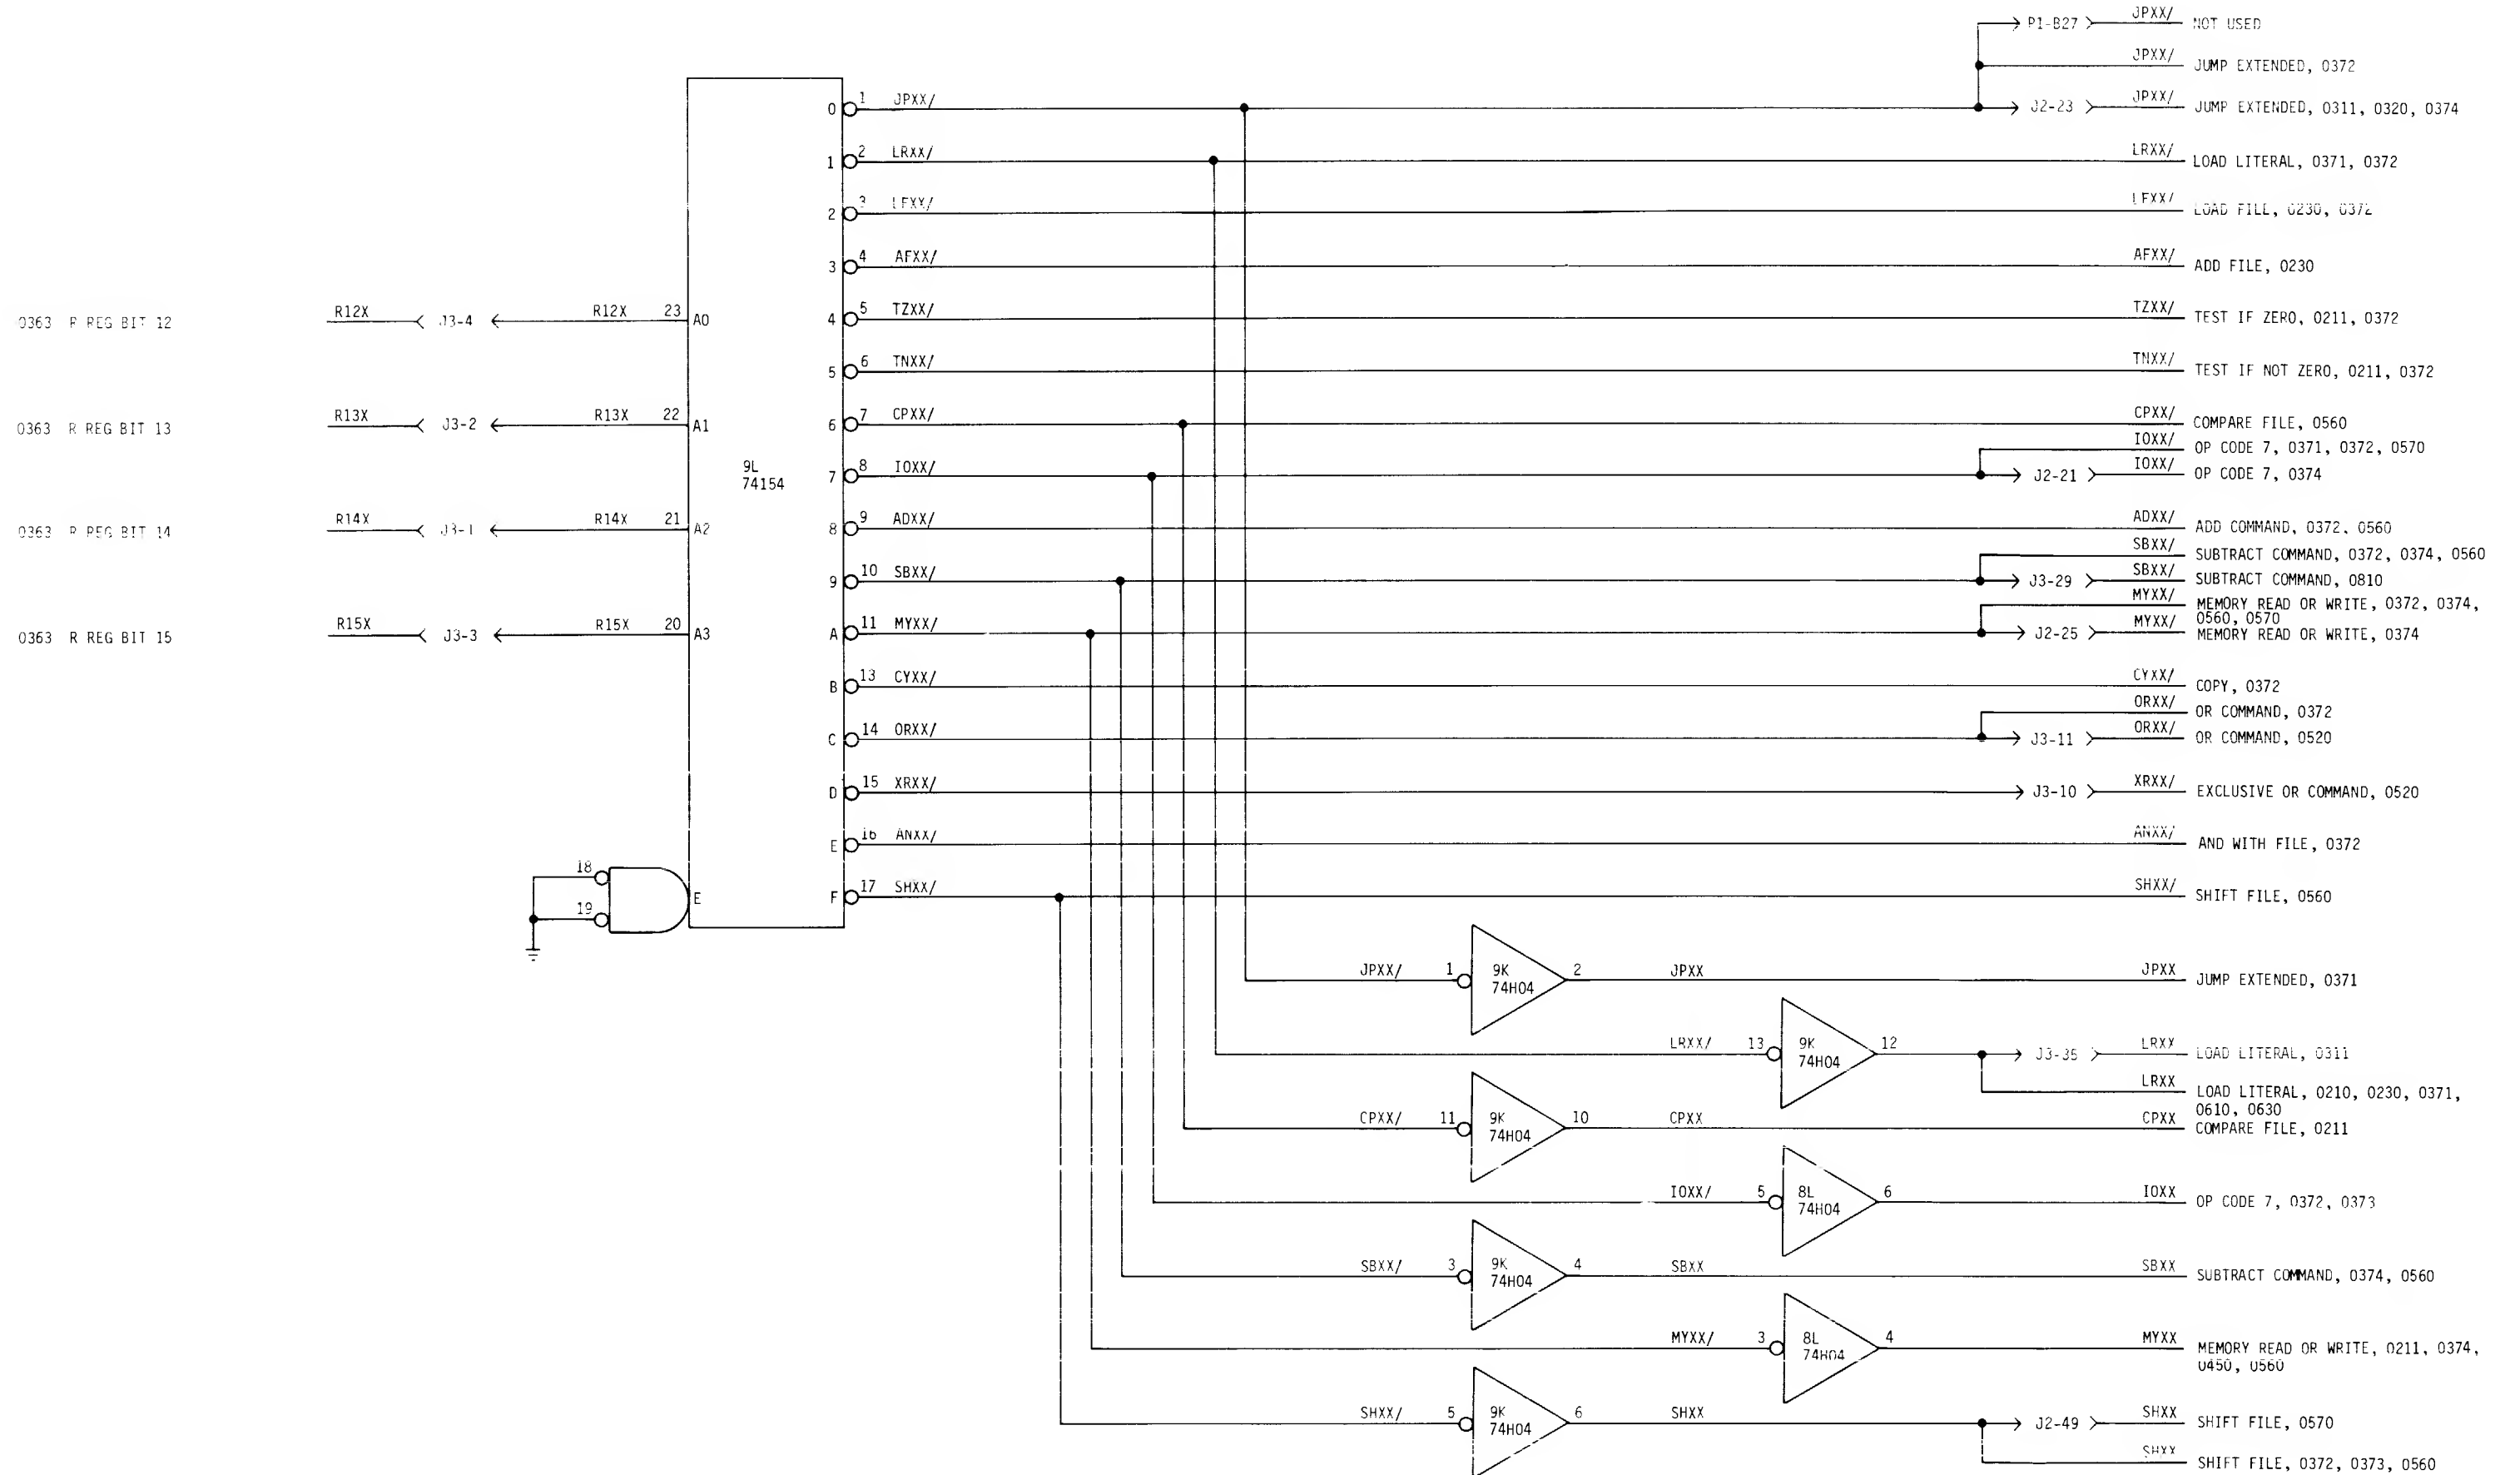 P1-B27 JPXX/ NOT USED
JPXX/ JUMP EXTENDED, 0372
0 1 JPXX/ J2-23 JPXX/ JUMP EXTENDED, 0311, 0320, 0374
1 2 LRXX/ LRXX/ LOAD LITERAL, 0371, 0372
2 3 LFXX/ LFXX/ LOAD FILE, 0230, 0372
3 4 AFXX/ AFXX/ ADD FILE, 0230
0363 R REG BIT 12 R12X J3-4 R12X 23 A0 4 5 TZXX/ TZXX/ TEST IF ZERO, 0211, 0372
5 6 TNXX/ TNXX/ TEST IF NOT ZERO, 0211, 0372
0363 R REG BIT 13 R13X J3-2 R13X 22 A1 6 7 CPXX/ CPXX/ COMPARE FILE, 0560
IOXX/ OP CODE 7, 0371, 0372, 0570
9L
74154
7 8 IOXX/ J2-21 IOXX/ OP CODE 7, 0374
0363 R REG BIT 14 R14X J3-1 R14X 21 A2 8 9 ADXX/ ADXX/ ADD COMMAND, 0372, 0560
SBXX/ SUBTRACT COMMAND, 0372, 0374, 0560
9 10 SBXX/ J3-29 SBXX/ SUBTRACT COMMAND, 0810
MYXX/ MEMORY READ OR WRITE, 0372, 0374,
0560, 0570
0363 R REG BIT 15 R15X J3-3 R15X 20 A3 A 11 MYXX/ J2-25 MYXX/ MEMORY READ OR WRITE, 0374
B 13 CYXX/ CYXX/ COPY, 0372
ORXX/ OR COMMAND, 0372
C 14 ORXX/ J3-11 ORXX/ OR COMMAND, 0520
D 15 XRXX/ J3-10 XRXX/ EXCLUSIVE OR COMMAND, 0520
E 16 ANXX/ ANXX/ AND WITH FILE, 0372
18
19 E F 17 SHXX/ SHXX/ SHIFT FILE, 0560
JPXX/ 1 9K
74H04 2 JPXX JPXX JUMP EXTENDED, 0371
LRXX/ 13 9K
74H04 12 J3-35 LRXX LOAD LITERAL, 0311
LRXX LOAD LITERAL, 0210, 0230, 0371,
0610, 0630
CPXX/ 11 9K
74H04 10 CPXX CPXX COMPARE FILE, 0211
IOXX/ 5 8L
74H04 6 IOXX OP CODE 7, 0372, 0373
SBXX/ 3 9K
74H04 4 SBXX SBXX SUBTRACT COMMAND, 0374, 0560
MYXX/ 3 8L
74H04 4 MYXX MEMORY READ OR WRITE, 0211, 0374,
0450, 0560
SHXX/ 5 9K
74H04 6 SHXX J2-49 SHXX SHIFT FILE, 0570
SHXX SHIFT FILE, 0372, 0373, 0560